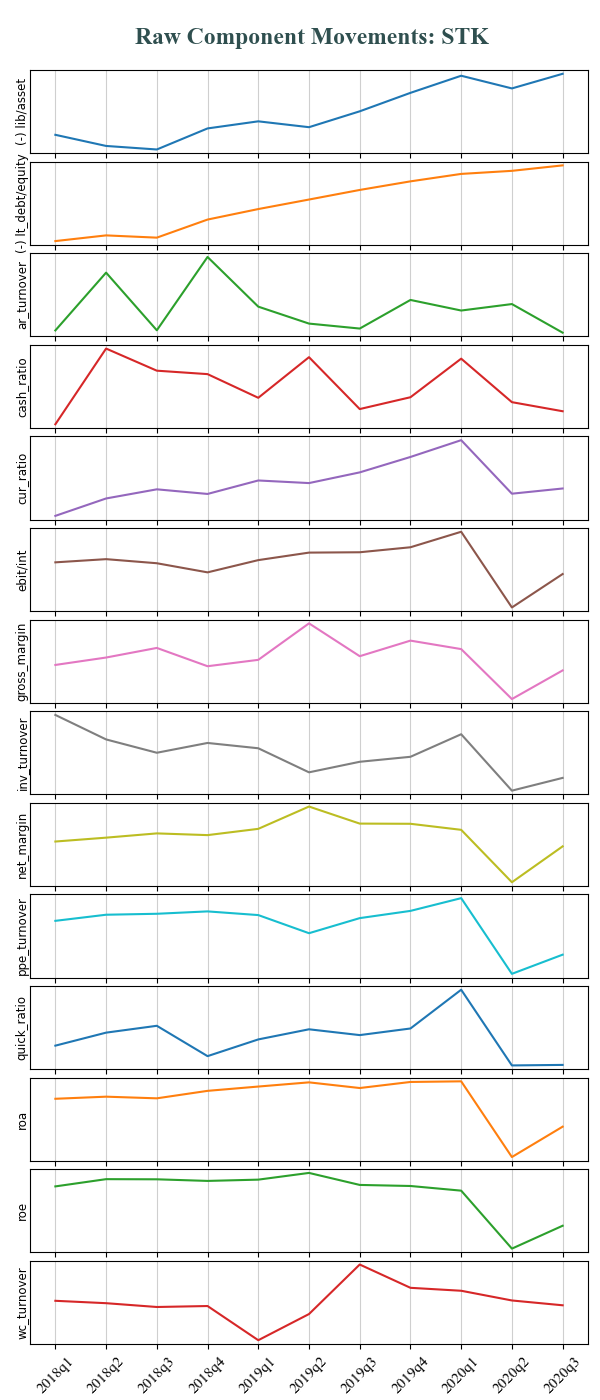 Raw Component Movements: STK
(-) lib/asset
(-) lt_debt/equity
ar_turnover
cash_ratio
cur_ratio
ebit/int
gross_margin
inv_turnover
net_margin
ppe_turnover
quick_ratio
roa
roe
wc_turnover
2018q1 2018q2 2018q3 2018q4 2019q1 2019q2 2019q3 2019q4 2020q1 2020q2 2020q3